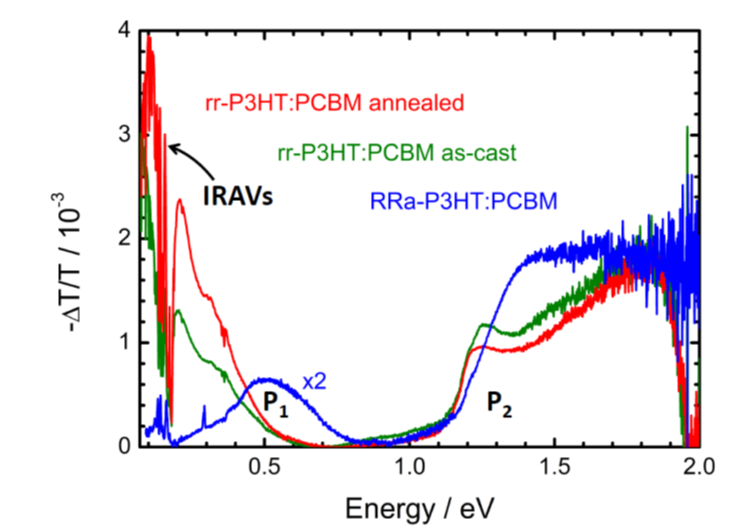 4
rr-P3HT:PCBM annealed
3
rr-P3HT:PCBM as-cast
IRAVs
RRa-P3HT:PCBM
-ΔT/T / 10⁻³
2
1
x2
P₁
P₂
0
0.5
1.0
1.5
2.0
Energy / eV